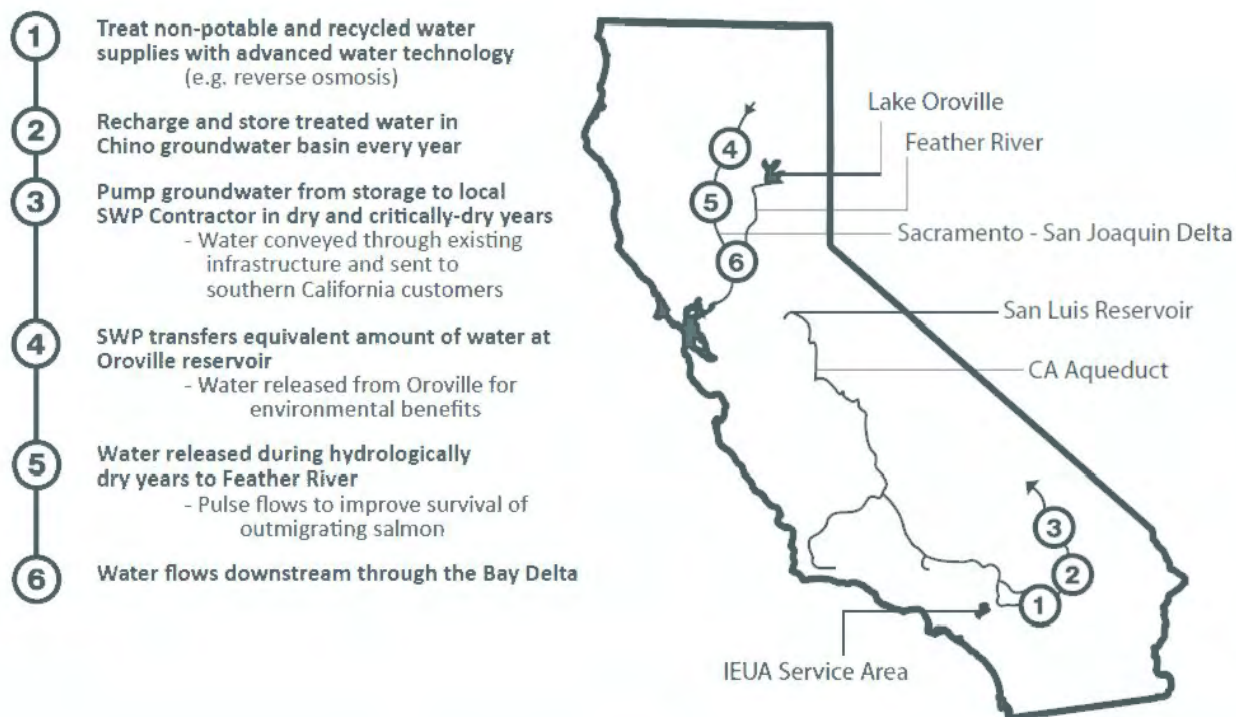 1
Treat non-potable and recycled water
supplies with advanced water technology
(e.g. reverse osmosis)
2
Recharge and store treated water in
Chino groundwater basin every year
3
Pump groundwater from storage to local
SWP Contractor in dry and critically-dry years
- Water conveyed through existing
infrastructure and sent to
southern California customers
4
SWP transfers equivalent amount of water at
Oroville reservoir
- Water released from Oroville for
environmental benefits
5
Water released during hydrologically
dry years to Feather River
- Pulse flows to improve survival of
outmigrating salmon
6
Water flows downstream through the Bay Delta
Lake Oroville
4
Feather River
5
Sacramento - San Joaquin Delta
6
San Luis Reservoir
CA Aqueduct
3
2
1
IEUA Service Area